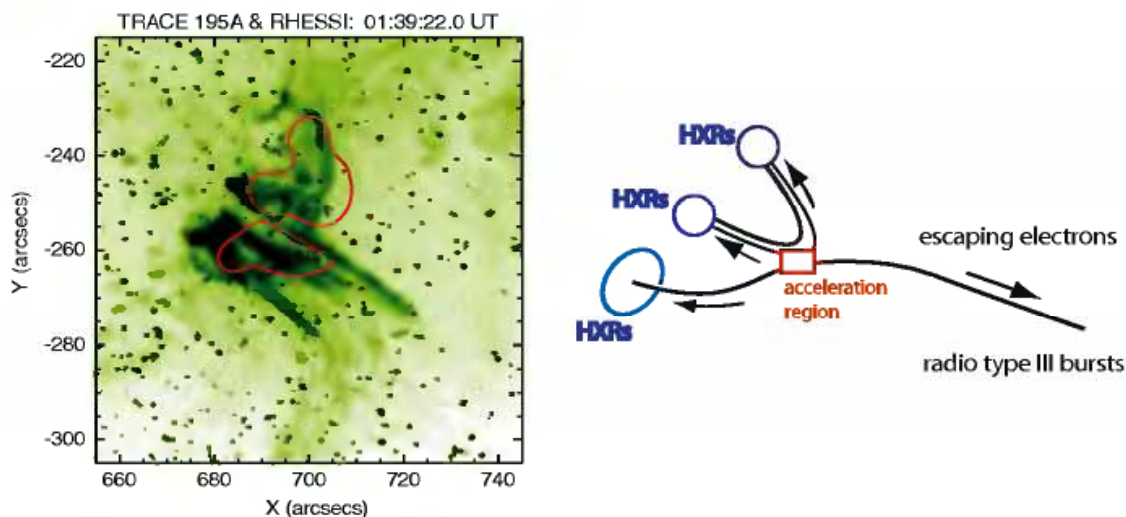 TRACE 195A & RHESSI: 01:39:22.0 UT
-220
-240
-260
-280
-300
Y (arcsecs)
660
680
700
720
740
X (arcsecs)
HXRs
HXRs
HXRs
acceleration
region
escaping electrons
radio type III bursts